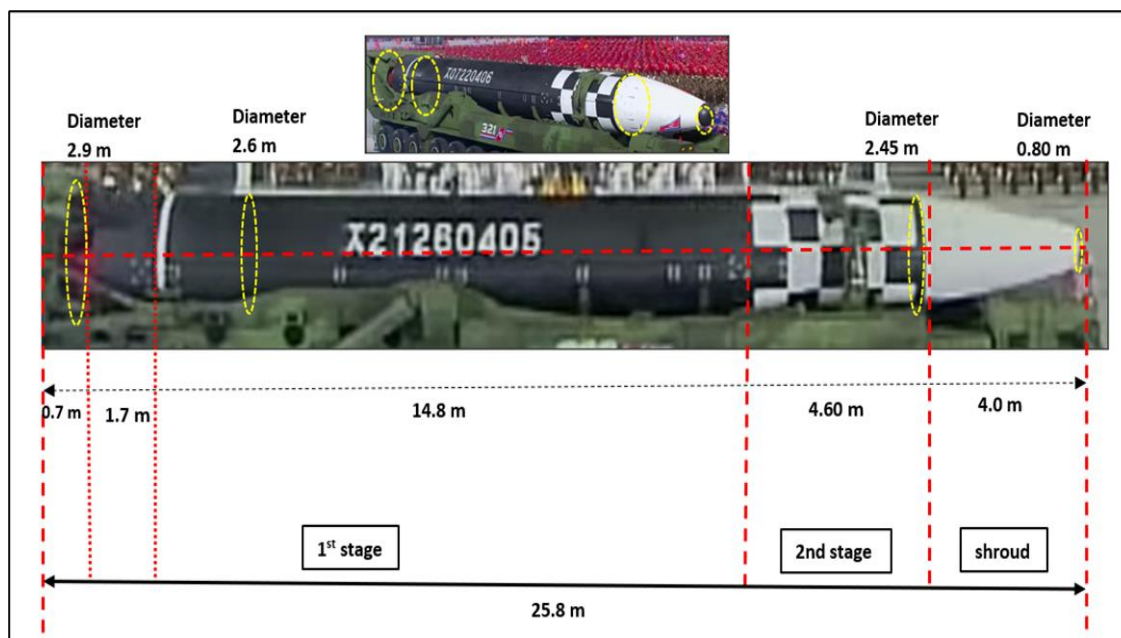 X07220406
321
Diameter
2.9 m
Diameter
2.6 m
Diameter
2.45 m
Diameter
0.80 m
X21260405
0.7 m
1.7 m
14.8 m
4.60 m
4.0 m
1st stage
2nd stage
shroud
25.8 m